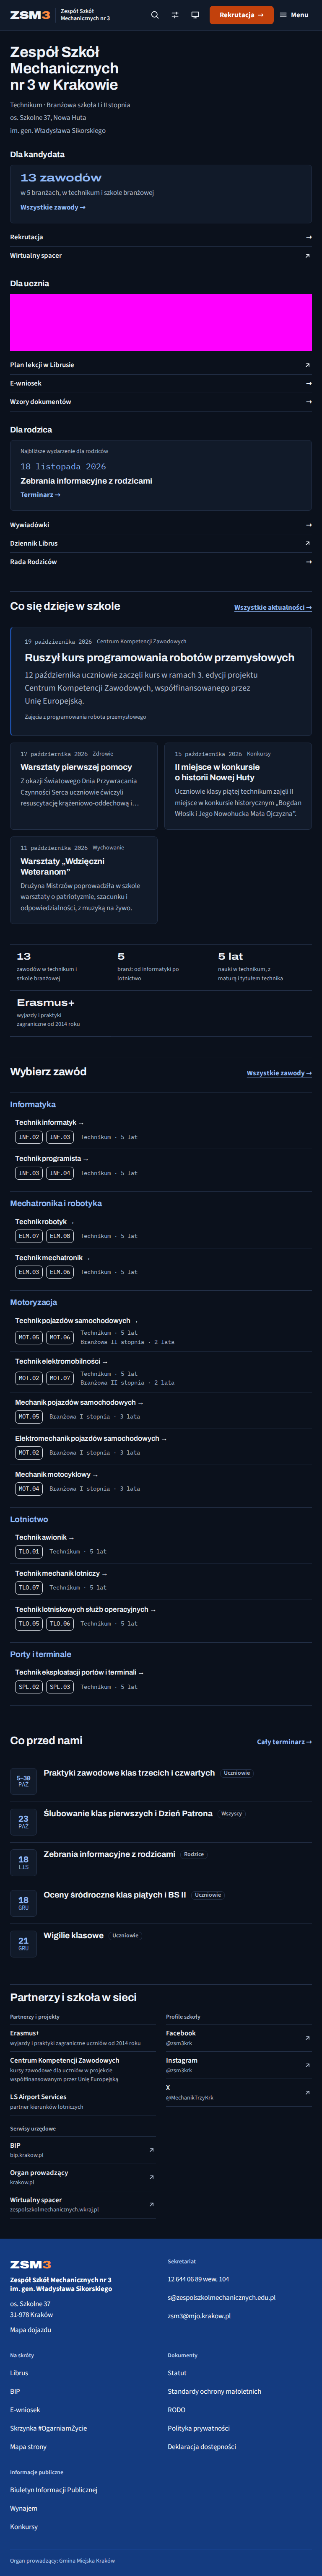 ZSM3
Zespół Szkół
Mechanicznych nr 3
Rekrutacja →
Menu
Zespół Szkół
Mechanicznych
nr 3 w Krakowie
Technikum · Branżowa szkoła I i II stopnia
os. Szkolne 37, Nowa Huta
im. gen. Władysława Sikorskiego
Dla kandydata
13 zawodów
w 5 branżach, w technikum i szkole branżowej
Wszystkie zawody →
Rekrutacja →
Wirtualny spacer ↗
Dla ucznia
Plan lekcji w Librusie ↗
E-wniosek →
Wzory dokumentów →
Dla rodzica
Najbliższe wydarzenie dla rodziców
18 listopada 2026
Zebrania informacyjne z rodzicami
Terminarz →
Wywiadówki →
Dziennik Librus ↗
Rada Rodziców →
Co się dzieje w szkole
Wszystkie aktualności →
19 października 2026 Centrum Kompetencji Zawodowych
Ruszył kurs programowania robotów przemysłowych
12 października uczniowie zaczęli kurs w ramach 3. edycji projektu
Centrum Kompetencji Zawodowych, współfinansowanego przez
Unię Europejską.
Zajęcia z programowania robota przemysłowego
17 października 2026 Zdrowie
Warsztaty pierwszej pomocy
Z okazji Światowego Dnia Przywracania
Czynności Serca uczniowie ćwiczyli
resuscytację krążeniowo-oddechową i…
15 października 2026 Konkursy
II miejsce w konkursie
o historii Nowej Huty
Uczniowie klasy piątej technikum zajęli II
miejsce w konkursie historycznym „Bogdan
Włosik i Jego Nowohucka Mała Ojczyzna”.
11 października 2026 Wychowanie
Warsztaty „Wdzięczni
Weteranom”
Drużyna Mistrzów poprowadziła w szkole
warsztaty o patriotyzmie, szacunku i
odpowiedzialności, z muzyką na żywo.
13
zawodów w technikum i
szkole branżowej
5
branż: od informatyki po
lotnictwo
5 lat
nauki w technikum, z
maturą i tytułem technika
Erasmus+
wyjazdy i praktyki
zagraniczne od 2014 roku
Wybierz zawód
Wszystkie zawody →
Informatyka
Technik informatyk →
INF.02 INF.03 Technikum · 5 lat
Technik programista →
INF.03 INF.04 Technikum · 5 lat
Mechatronika i robotyka
Technik robotyk →
ELM.07 ELM.08 Technikum · 5 lat
Technik mechatronik →
ELM.03 ELM.06 Technikum · 5 lat
Motoryzacja
Technik pojazdów samochodowych →
MOT.05 MOT.06 Technikum · 5 lat
Branżowa II stopnia · 2 lata
Technik elektromobilności →
MOT.02 MOT.07 Technikum · 5 lat
Branżowa II stopnia · 2 lata
Mechanik pojazdów samochodowych →
MOT.05 Branżowa I stopnia · 3 lata
Elektromechanik pojazdów samochodowych →
MOT.02 Branżowa I stopnia · 3 lata
Mechanik motocyklowy →
MOT.04 Branżowa I stopnia · 3 lata
Lotnictwo
Technik awionik →
TLO.01 Technikum · 5 lat
Technik mechanik lotniczy →
TLO.07 Technikum · 5 lat
Technik lotniskowych służb operacyjnych →
TLO.05 TLO.06 Technikum · 5 lat
Porty i terminale
Technik eksploatacji portów i terminali →
SPL.02 SPL.03 Technikum · 5 lat
Co przed nami
Cały terminarz →
5–30
PAŹ
Praktyki zawodowe klas trzecich i czwartych Uczniowie
23
PAŹ
Ślubowanie klas pierwszych i Dzień Patrona Wszyscy
18
LIS
Zebrania informacyjne z rodzicami Rodzice
18
GRU
Oceny śródroczne klas piątych i BS II Uczniowie
21
GRU
Wigilie klasowe Uczniowie
Partnerzy i szkoła w sieci
Partnerzy i projekty
Erasmus+
wyjazdy i praktyki zagraniczne uczniów od 2014 roku
Centrum Kompetencji Zawodowych
kursy zawodowe dla uczniów w projekcie
współfinansowanym przez Unię Europejską
LS Airport Services
partner kierunków lotniczych
Serwisy urzędowe
BIP ↗
bip.krakow.pl
Organ prowadzący ↗
krakow.pl
Wirtualny spacer ↗
zespolszkolmechanicznych.wkraj.pl
Profile szkoły
Facebook ↗
@zsm3krk
Instagram ↗
@zsm3krk
X ↗
@MechanikTrzyKrk
ZSM3
Zespół Szkół Mechanicznych nr 3
im. gen. Władysława Sikorskiego
os. Szkolne 37
31-978 Kraków
Mapa dojazdu
Sekretariat
12 644 06 89 wew. 104
s@zespolszkolmechanicznych.edu.pl
zsm3@mjo.krakow.pl
Na skróty
Librus
BIP
E-wniosek
Skrzynka #OgarniamŻycie
Mapa strony
Dokumenty
Statut
Standardy ochrony małoletnich
RODO
Polityka prywatności
Deklaracja dostępności
Informacje publiczne
Biuletyn Informacji Publicznej
Wynajem
Konkursy
Organ prowadzący: Gmina Miejska Kraków